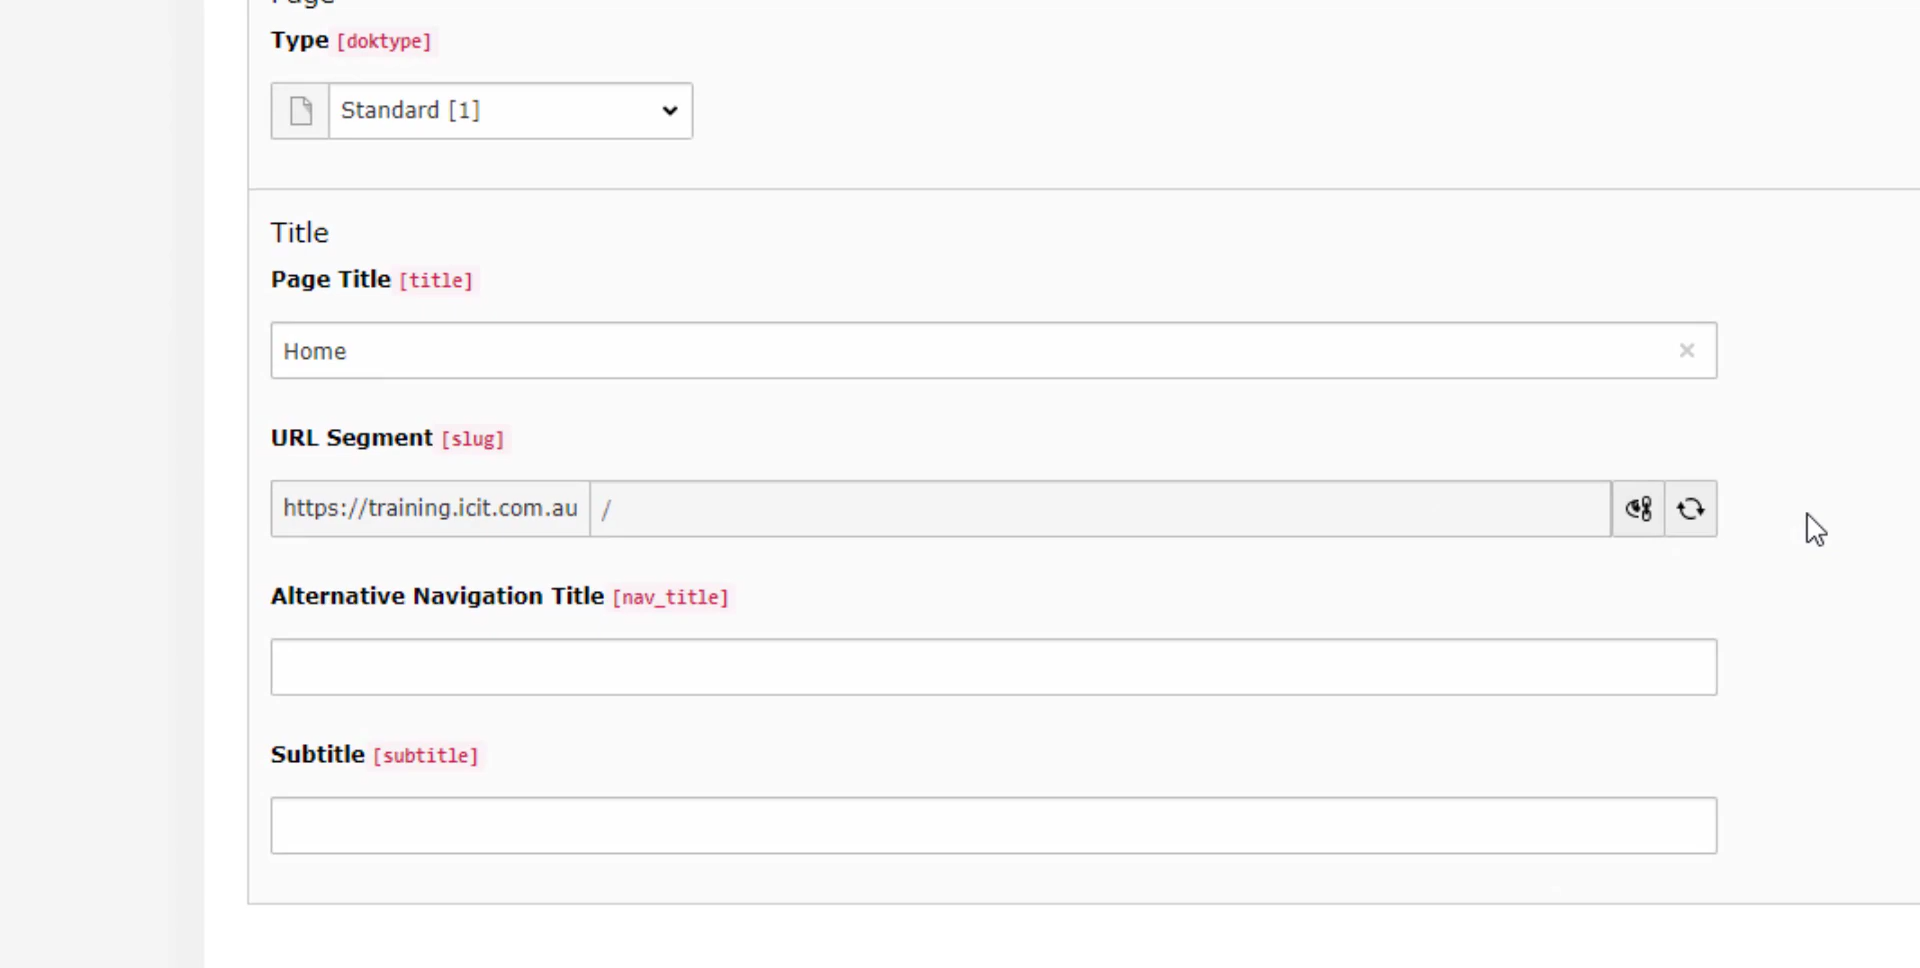 Page
Type [doktype]
Standard [1]
Title
Page Title [title]
Home
URL Segment [slug]
https://training.icit.com.au /
Alternative Navigation Title [nav_title]
Subtitle [subtitle]